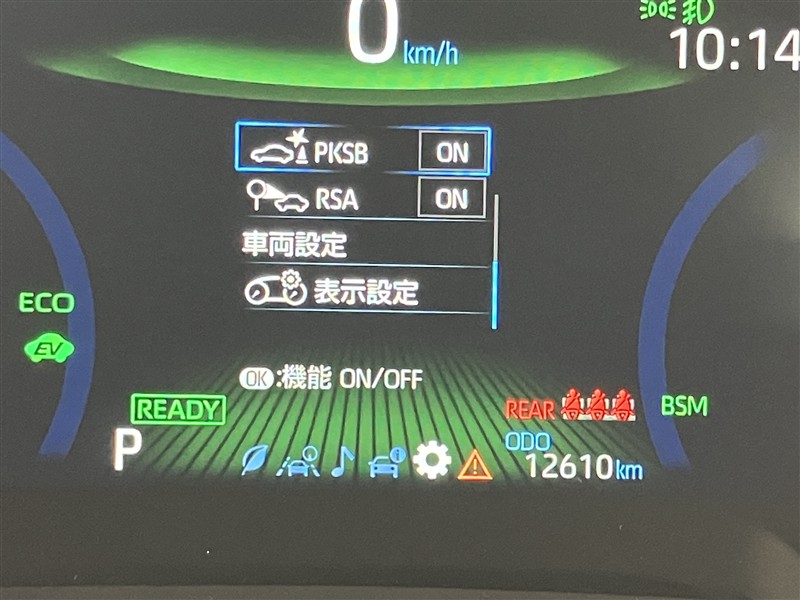 0 km/h
10:14
PKSB ON
RSA ON
車両設定
表示設定
ECO
EV
OK:機能 ON/OFF
READY
REAR
BSM
P
ODO
12610km